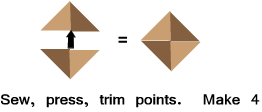 =
Sew, press, trim points. Make 4